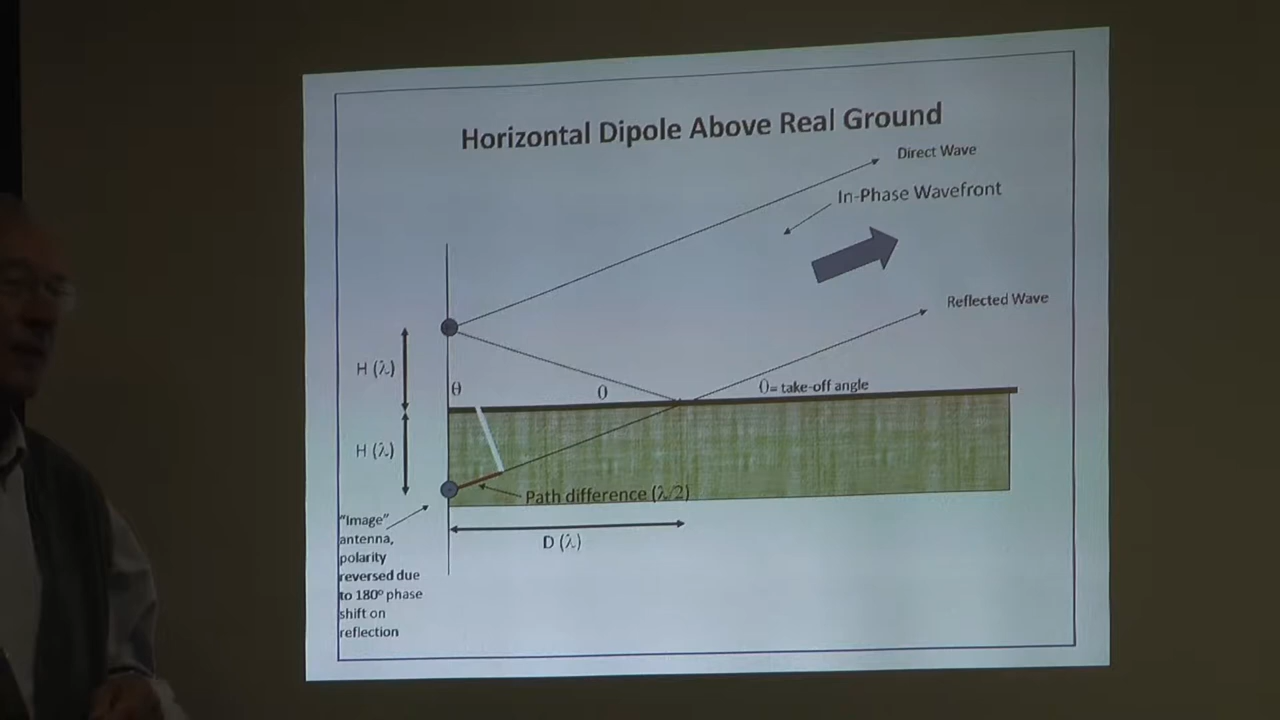 Horizontal Dipole Above Real Ground
Direct Wave
In-Phase Wavefront
Reflected Wave
H (λ)
θ
θ
θ= take-off angle
H (λ)
Path difference (λ/2)
"Image"
antenna,
polarity
reversed due
to 180° phase
shift on
reflection
D (λ)